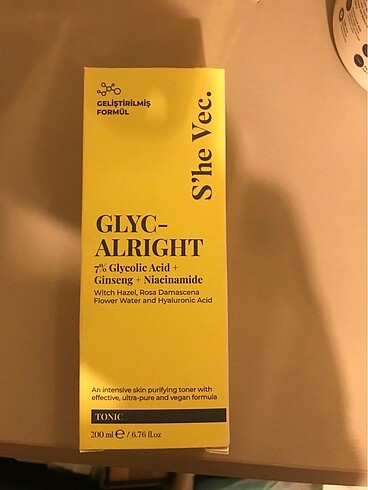 GELİŞTİRİLMİŞ
FORMÜL
S'he Vec.
GLYC-
ALRIGHT
7% Glycolic Acid +
Ginseng + Niacinamide
Witch Hazel, Rosa Damascena
Flower Water and Hyaluronic Acid
An intensive skin purifying toner with
effective, ultra-pure and vegan formula
TONIC
200 ml e / 6.76 fl.oz